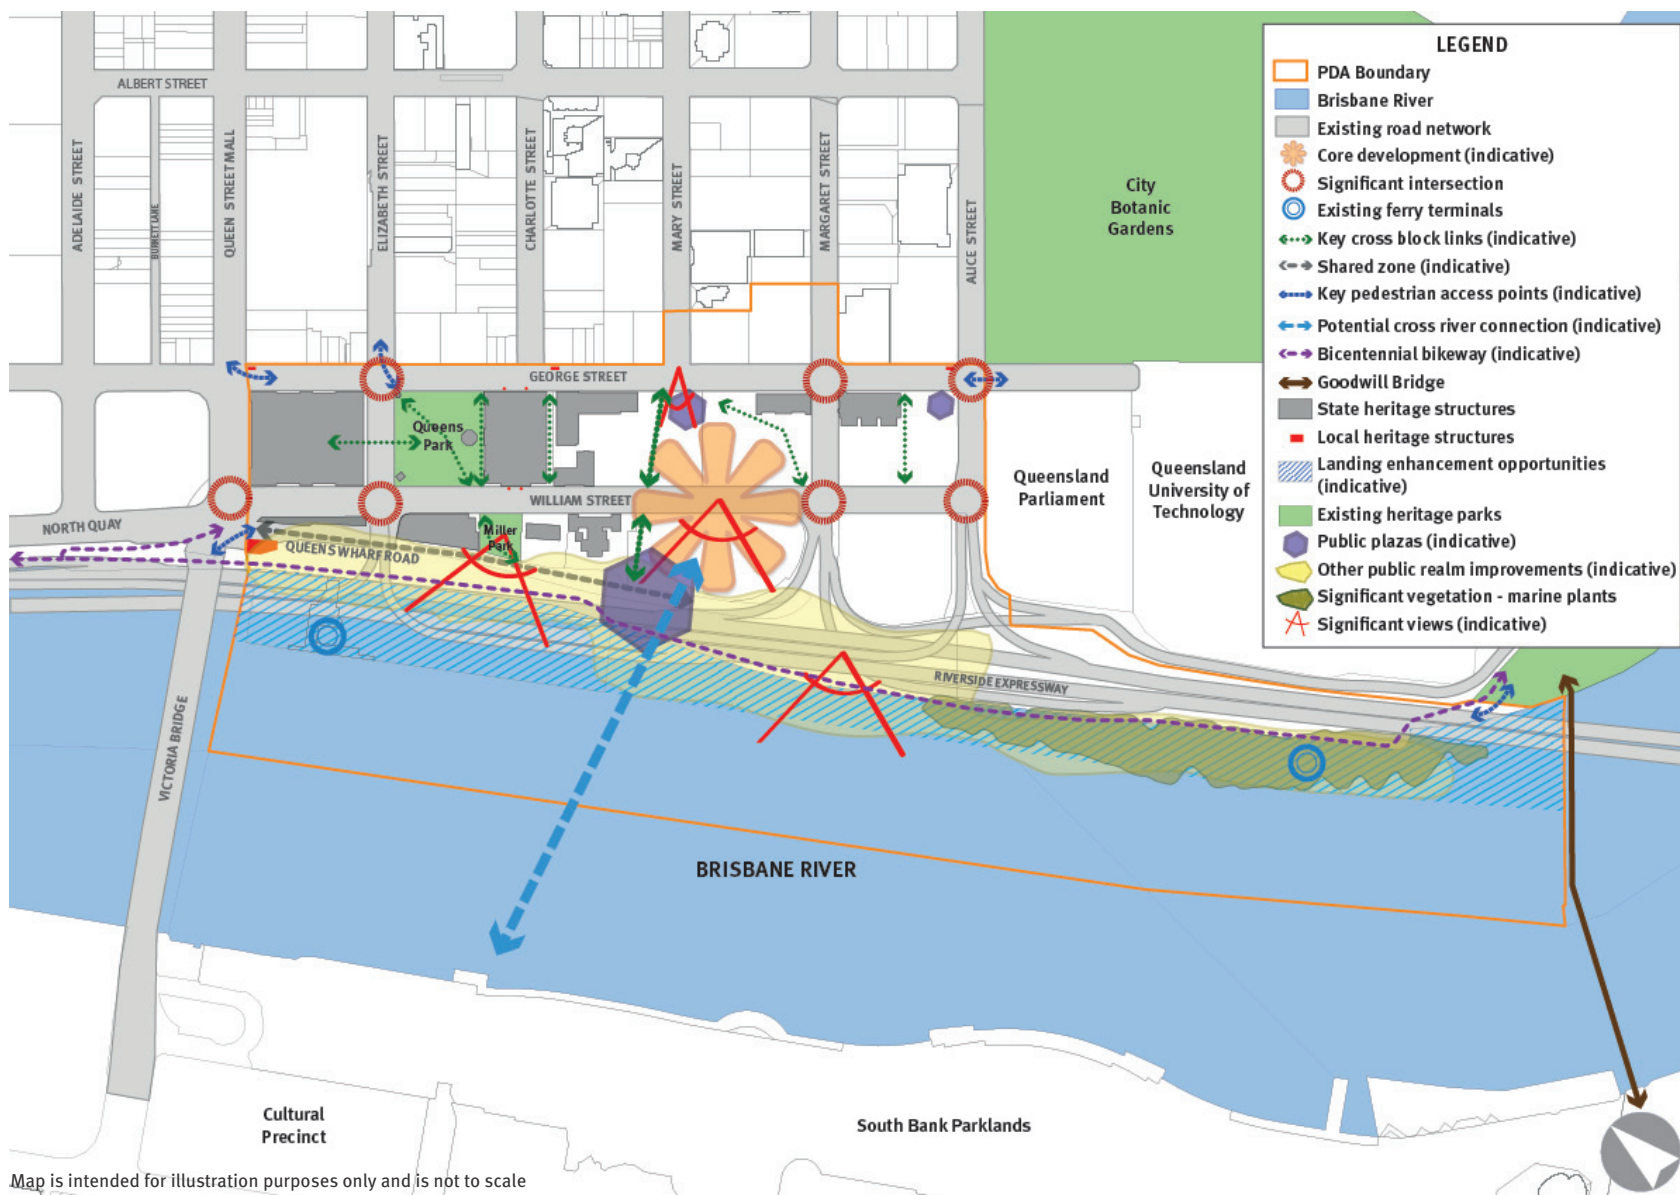 ALBERT STREET
ADELAIDE STREET
BURNETT LANE
QUEEN STREET MALL
ELIZABETH STREET
CHARLOTTE STREET
MARY STREET
MARGARET STREET
ALICE STREET
City
Botanic
Gardens
GEORGE STREET
Queens
Park
WILLIAM STREET
NORTH QUAY
QUEENS WHARF ROAD
Miller
Park
Queensland
Parliament
Queensland
University of
Technology
RIVERSIDE EXPRESSWAY
VICTORIA BRIDGE
BRISBANE RIVER
Cultural
Precinct
South Bank Parklands
Map is intended for illustration purposes only and is not to scale
LEGEND
PDA Boundary
Brisbane River
Existing road network
Core development (indicative)
Significant intersection
Existing ferry terminals
Key cross block links (indicative)
Shared zone (indicative)
Key pedestrian access points (indicative)
Potential cross river connection (indicative)
Bicentennial bikeway (indicative)
Goodwill Bridge
State heritage structures
Local heritage structures
Landing enhancement opportunities
(indicative)
Existing heritage parks
Public plazas (indicative)
Other public realm improvements (indicative)
Significant vegetation - marine plants
Significant views (indicative)